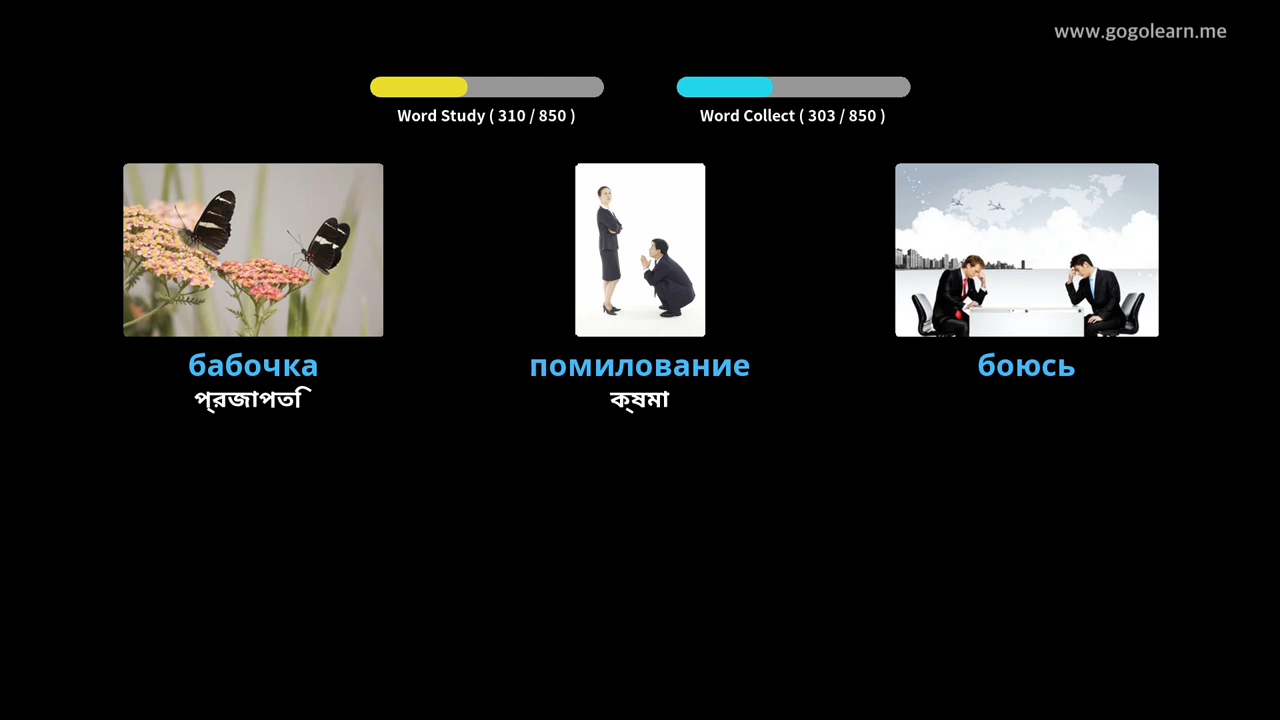 www.gogolearn.me
Word Study ( 310 / 850 )
Word Collect ( 303 / 850 )
бабочка
помилование
боюсь
প্রজাপতি
ক্ষমা